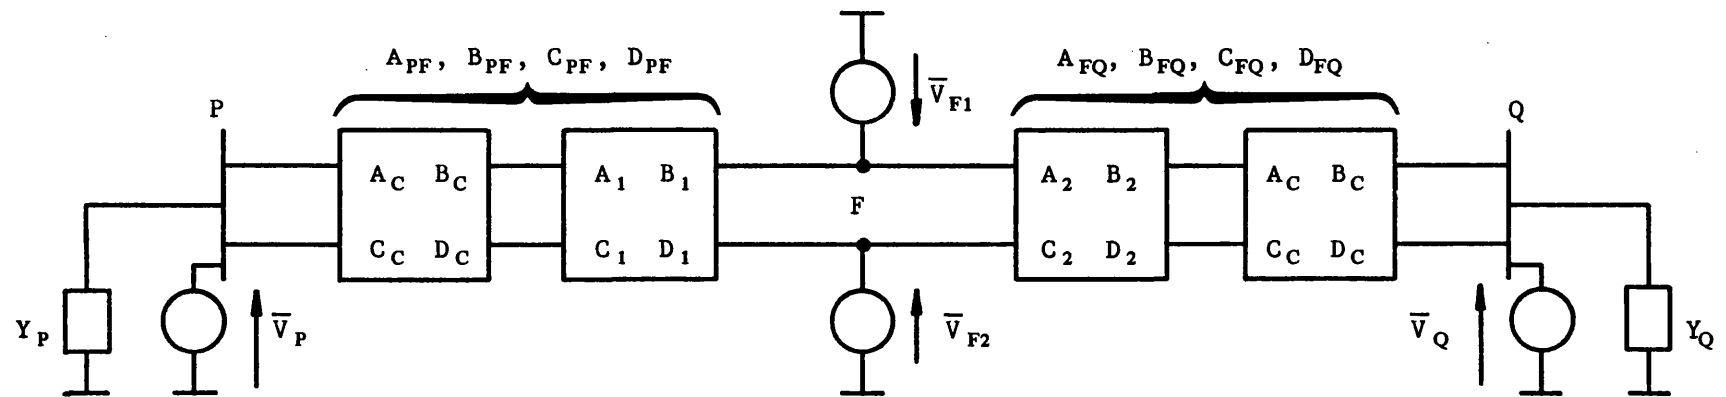 A_PF, B_PF, C_PF, D_PF
A_FQ, B_FQ, C_FQ, D_FQ
V̅_F1
P
Q
A_C B_C
A_1 B_1
A_2 B_2
A_C B_C
F
C_C D_C
C_1 D_1
C_2 D_2
C_C D_C
Y_P
V̅_P
V̅_F2
V̅_Q
Y_Q